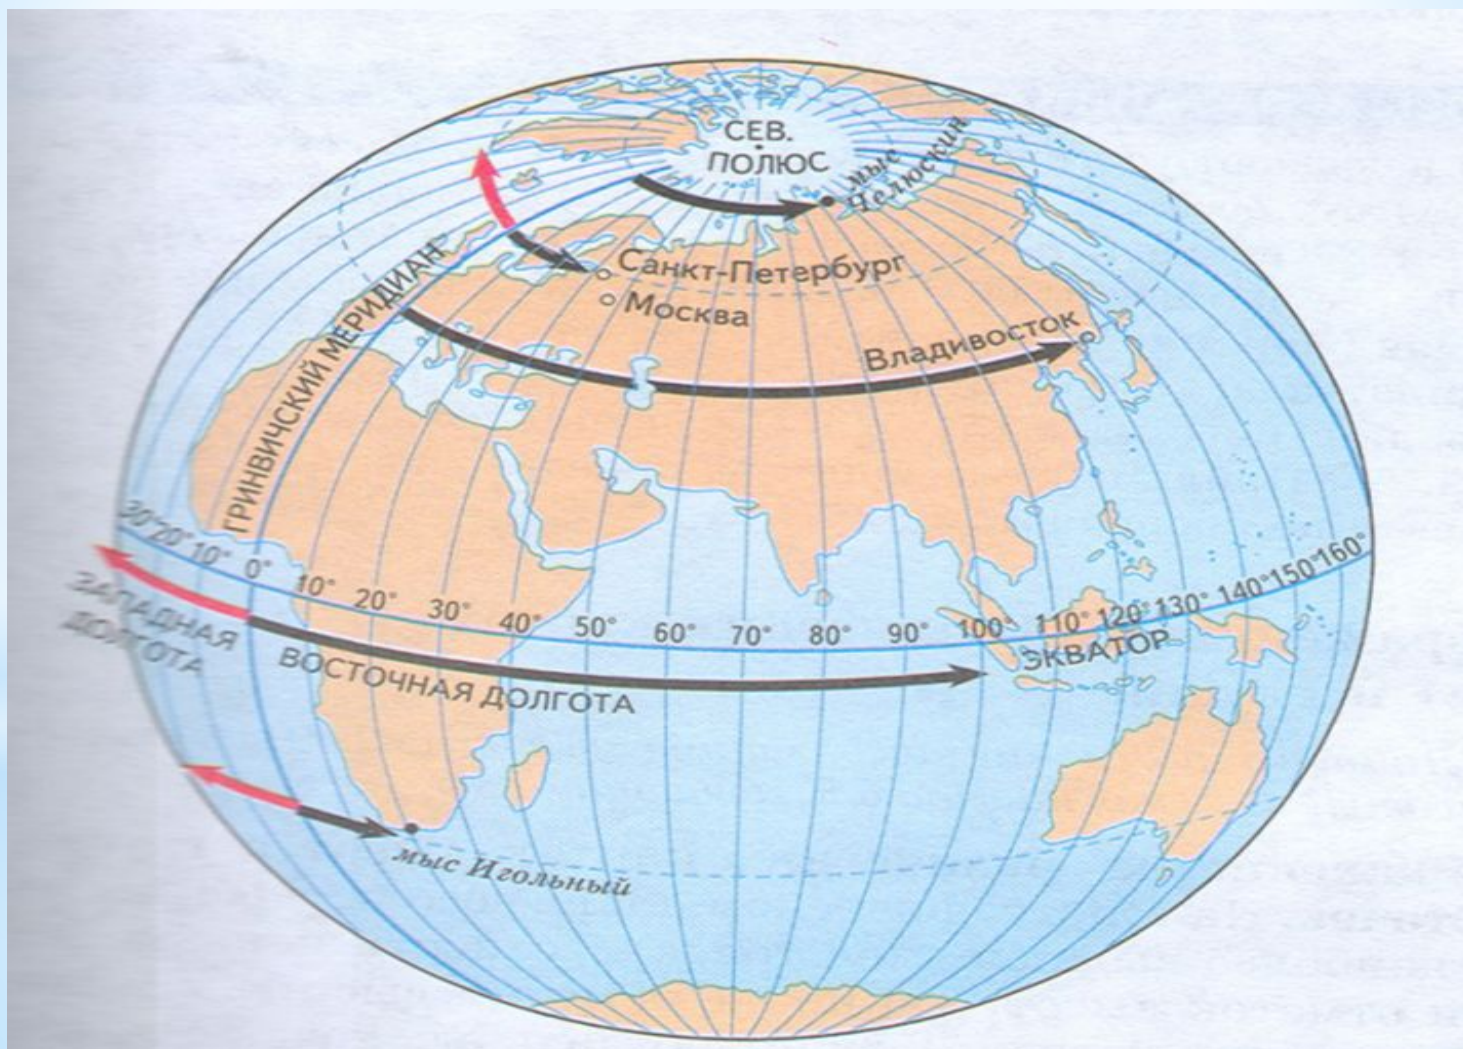 СЕВ.
ПОЛЮС
мыс
Челюскин
Санкт-Петербург
Москва
Владивосток
ГРИНВИЧСКИЙ МЕРИДИАН
30° 20° 10° 0° 10° 20° 30° 40° 50° 60° 70° 80° 90° 100° 110° 120° 130° 140° 150° 160°
ЭКВАТОР
ЗАПАДНАЯ
ДОЛГОТА
ВОСТОЧНАЯ ДОЛГОТА
мыс Игольный